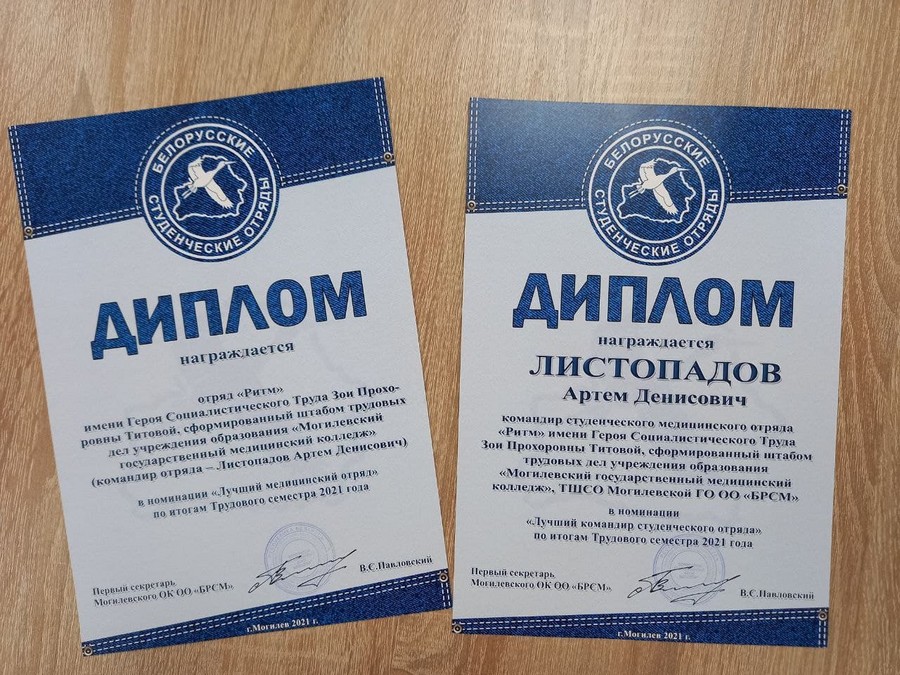 БЕЛОРУССКИЕ
СТУДЕНЧЕСКИЕ ОТРЯДЫ
ДИПЛОМ
награждается
отряд «Ритм»
имени Героя Социалистического Труда Зои Прохо-
ровны Титовой, сформированный штабом трудовых
дел учреждения образования «Могилевский
государственный медицинский колледж»
(командир отряда – Листопадов Артем Денисович)
в номинации «Лучший медицинский отряд»
по итогам Трудового семестра 2021 года
Первый секретарь
Могилевского ОК ОО «БРСМ»
В.С.Павловский
г.Могилев 2021 г.
БЕЛОРУССКИЕ
СТУДЕНЧЕСКИЕ ОТРЯДЫ
ДИПЛОМ
награждается
ЛИСТОПАДОВ
Артем Денисович
командир студенческого медицинского отряда
«Ритм» имени Героя Социалистического Труда
Зои Прохоровны Титовой, сформированный штабом
трудовых дел учреждения образования
«Могилевский государственный медицинский
колледж», ТШСО Могилевской ГО ОО «БРСМ»
в номинации
«Лучший командир студенческого отряда»
по итогам Трудового семестра 2021 года
Первый секретарь
Могилевского ОК ОО «БРСМ»
В.С.Павловский
г.Могилев 2021 г.